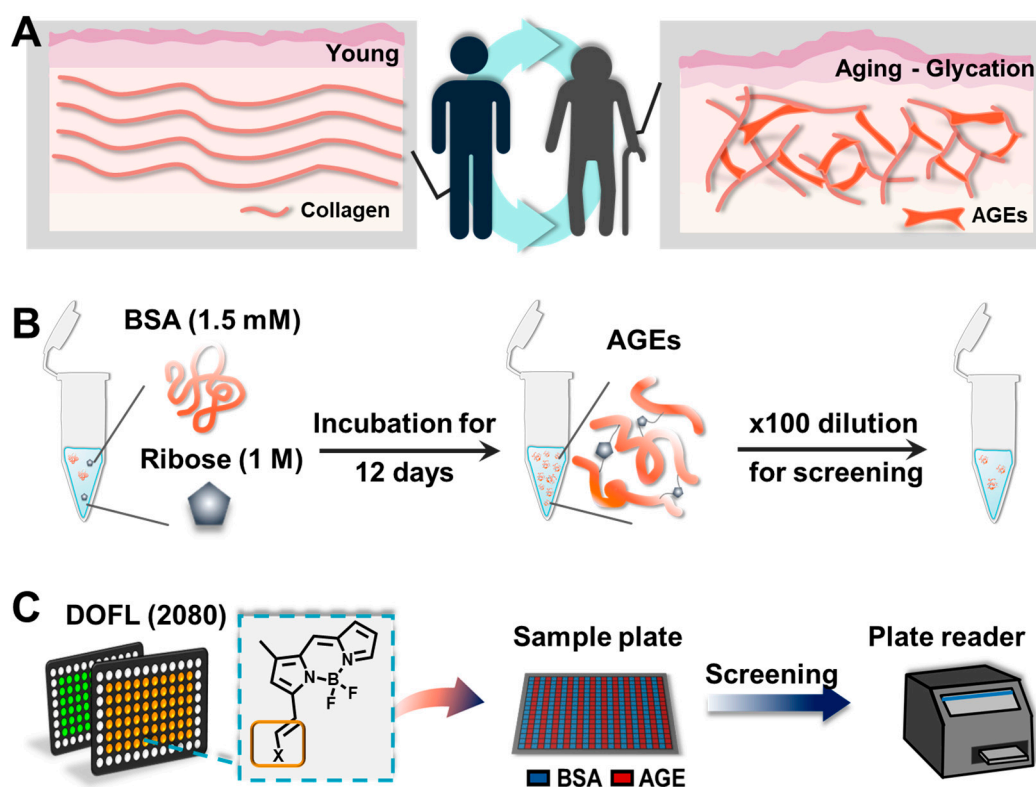 A
Young
Collagen
Aging - Glycation
AGEs
B
BSA (1.5 mM)
Ribose (1 M)
Incubation for
12 days
AGEs
x100 dilution
for screening
C
DOFL (2080)
N
N
B
F
F
X
Sample plate
BSA
AGE
Screening
Plate reader